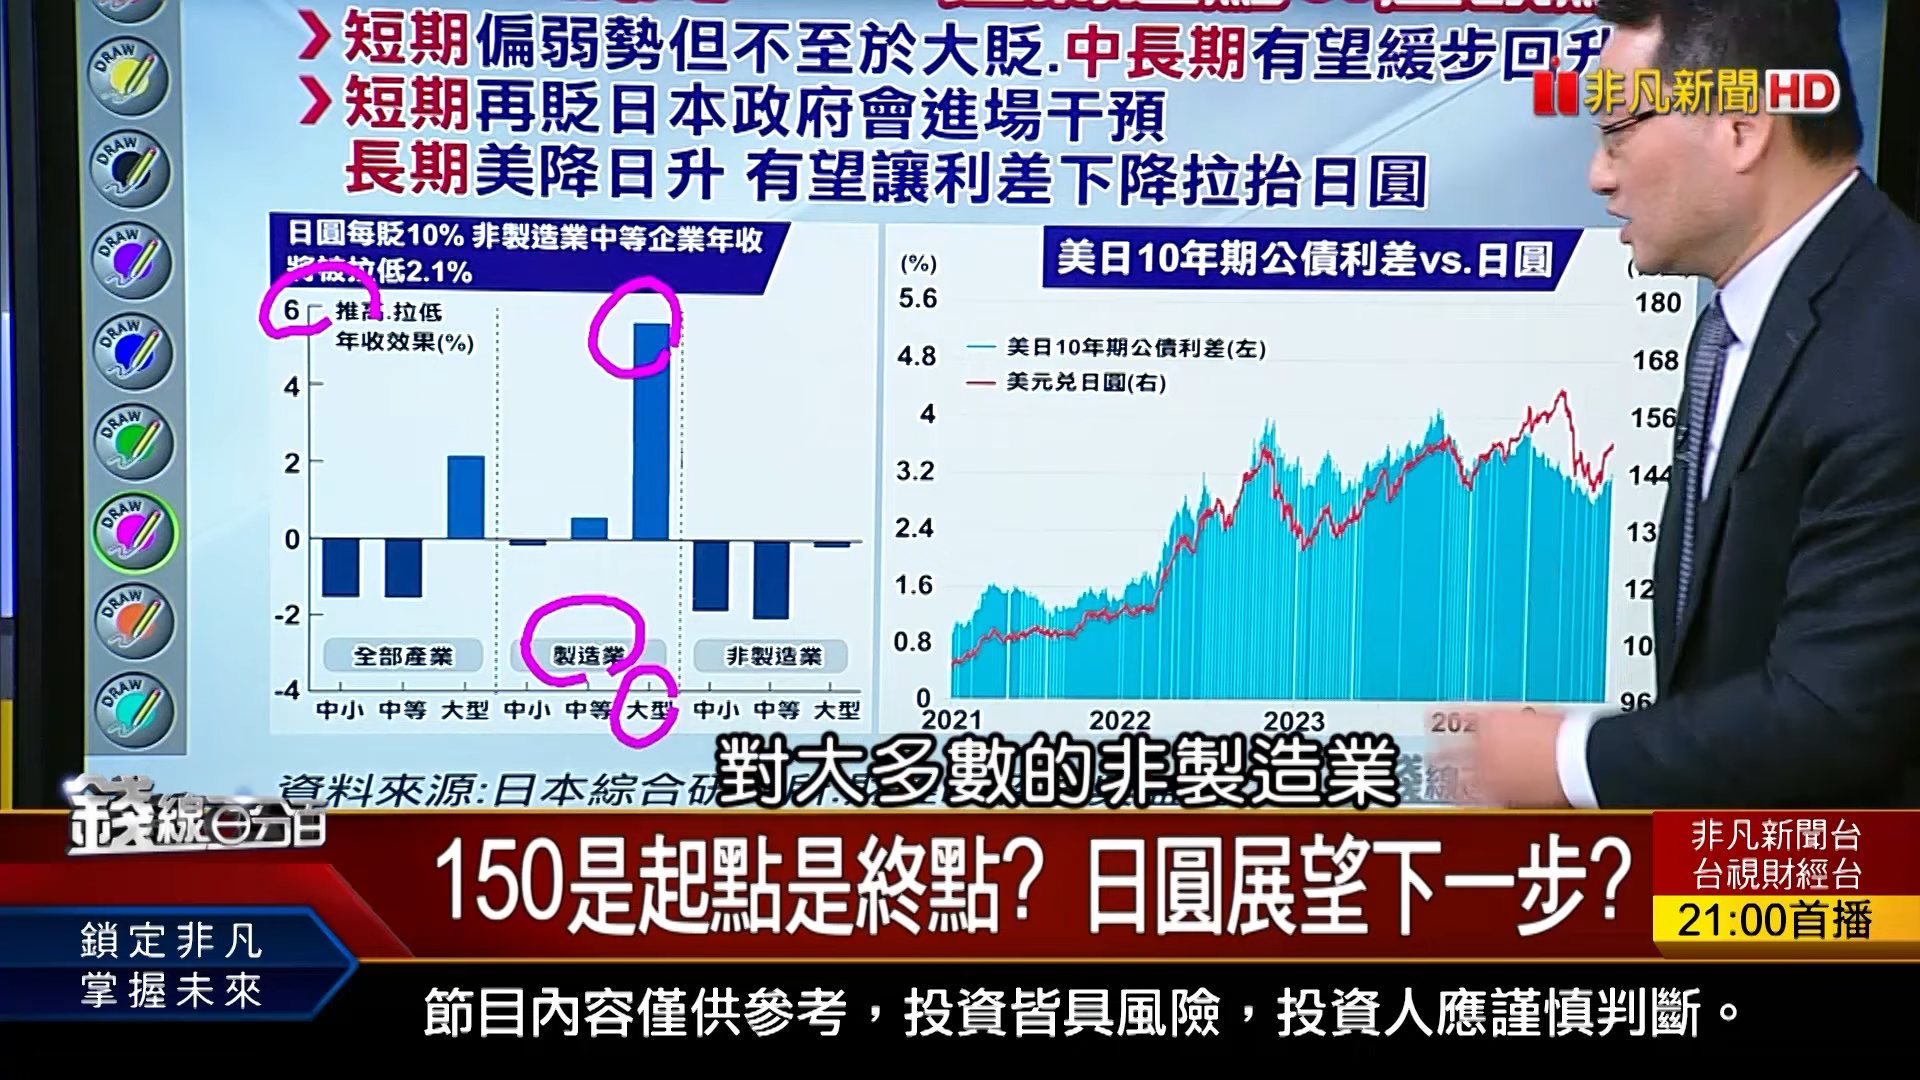 短期偏弱勢但不至於大貶.中長期有望緩步回升
短期再貶日本政府會進場干預
長期美降日升 有望讓利差下降拉抬日圓
非凡新聞HD
DRAW
DRAW
DRAW
DRAW
DRAW
DRAW
DRAW
DRAW
日圓每貶10% 非製造業中等企業年收
將被拉低2.1%
6
推高.拉低
年收效果(%)
4
2
0
-2
-4
全部產業
製造業
非製造業
中小 中等 大型 中小 中等 大型 中小 中等 大型
美日10年期公債利差vs.日圓
(%)
5.6
4.8
4
3.2
2.4
1.6
0.8
0
美日10年期公債利差(左)
美元兌日圓(右)
180
168
156
144
96
2021 2022 2023
資料來源:日本綜合研
對大多數的非製造業
錢線百分百
150是起點是終點? 日圓展望下一步?
非凡新聞台
台視財經台
21:00首播
鎖定非凡
掌握未來
節目內容僅供參考，投資皆具風險，投資人應謹慎判斷。